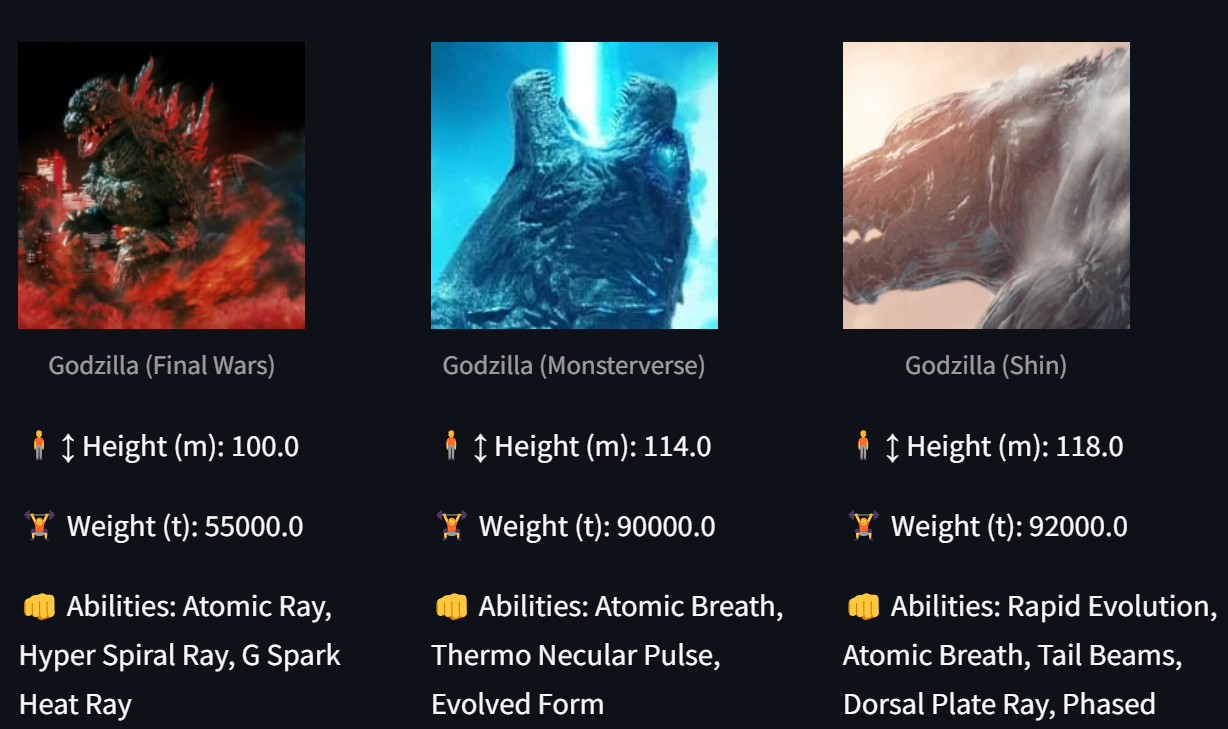 Godzilla (Final Wars)
Height (m): 100.0
Weight (t): 55000.0
Abilities: Atomic Ray,
Hyper Spiral Ray, G Spark
Heat Ray
Godzilla (Monsterverse)
Height (m): 114.0
Weight (t): 90000.0
Abilities: Atomic Breath,
Thermo Necular Pulse,
Evolved Form
Godzilla (Shin)
Height (m): 118.0
Weight (t): 92000.0
Abilities: Rapid Evolution,
Atomic Breath, Tail Beams,
Dorsal Plate Ray, Phased